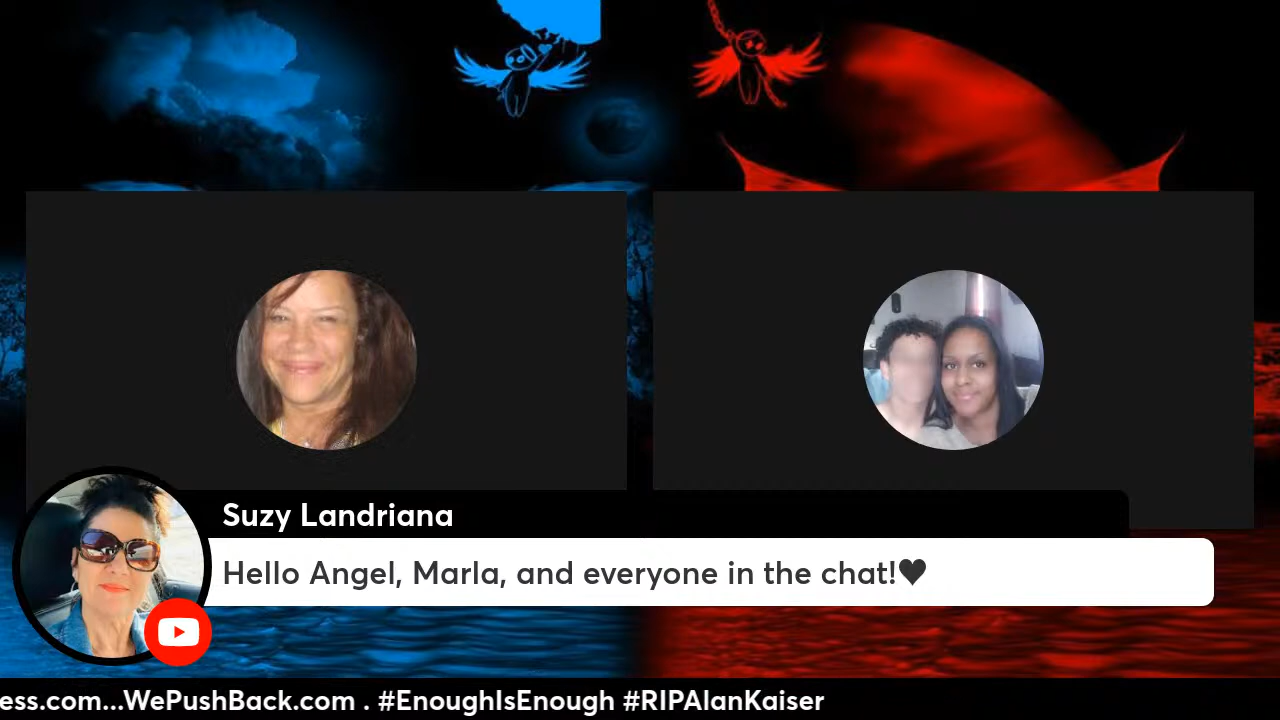 Suzy Landriana
Hello Angel, Marla, and everyone in the chat!♥
ess.com...WePushBack.com . #EnoughIsEnough #RIPAlanKaiser